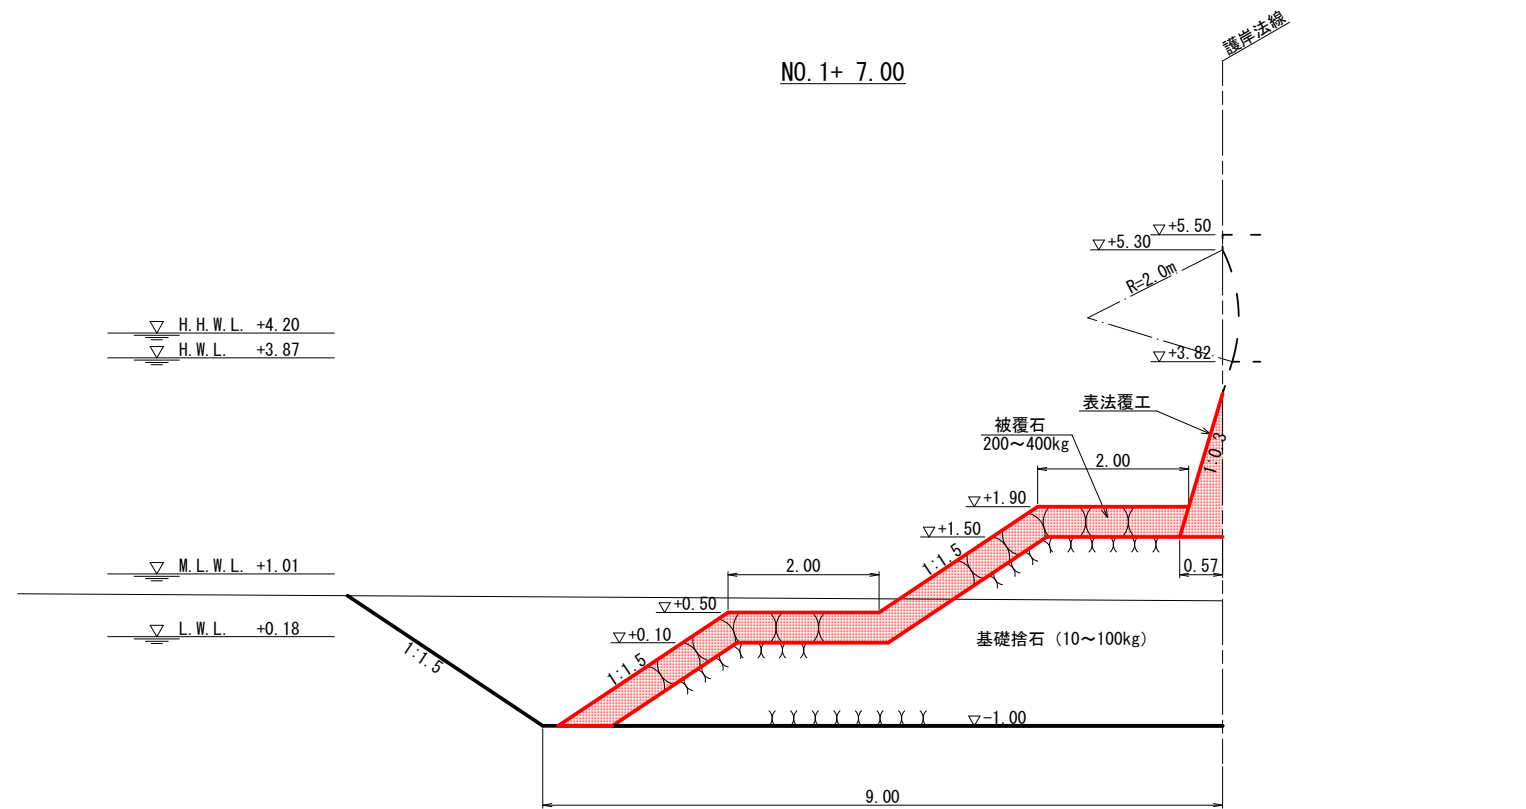 護岸法線
NO.1+ 7.00
▽+5.50
▽+5.30
R=2.0m
▽ H.H.W.L. +4.20
▽ H.W.L. +3.87
▽+3.82
表法覆工
被覆石
200～400kg
1:0.3
2.00
▽+1.90
▽+1.50
1:1.5
▽ M.L.W.L. +1.01
2.00
0.57
▽+0.50
▽ L.W.L. +0.18
▽+0.10
基礎捨石 (10～100kg)
1:1.5
1:1.5
▽-1.00
9.00